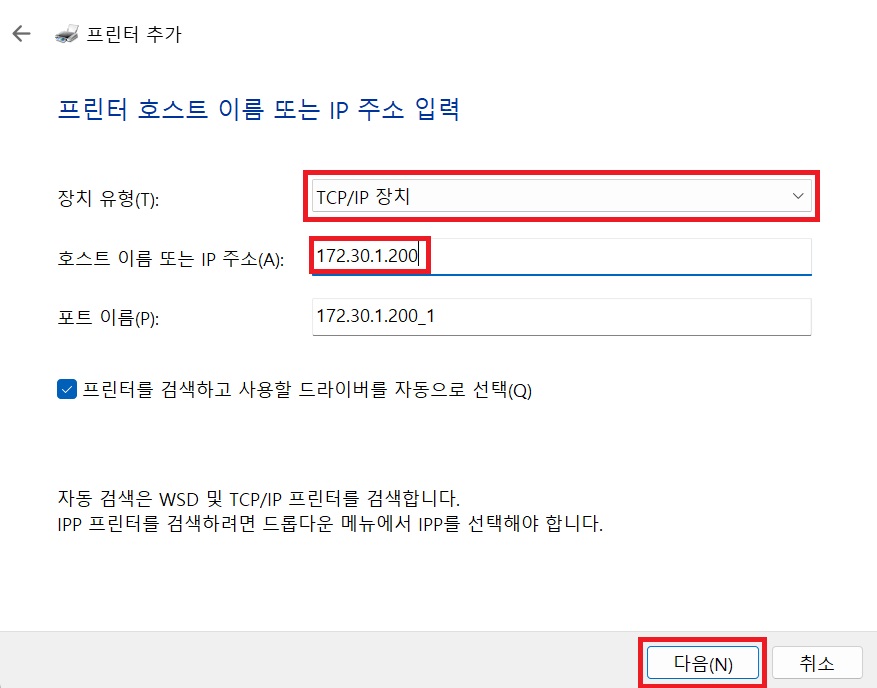 프린터 추가
프린터 호스트 이름 또는 IP 주소 입력
장치 유형(T): TCP/IP 장치
호스트 이름 또는 IP 주소(A): 172.30.1.200
포트 이름(P): 172.30.1.200_1
프린터를 검색하고 사용할 드라이버를 자동으로 선택(Q)
자동 검색은 WSD 및 TCP/IP 프린터를 검색합니다.
IPP 프린터를 검색하려면 드롭다운 메뉴에서 IPP를 선택해야 합니다.
다음(N) 취소